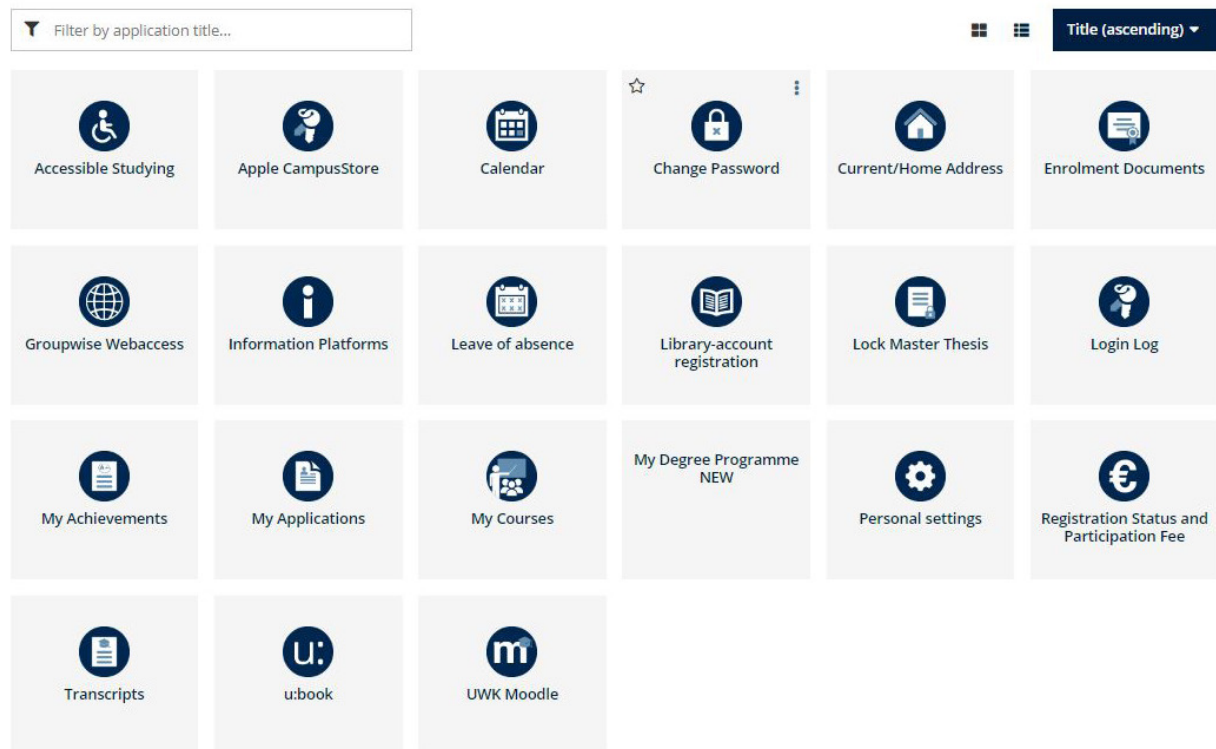 Filter by application title...
Title (ascending)
Accessible Studying
Apple CampusStore
Calendar
Change Password
Current/Home Address
Enrolment Documents
Groupwise Webaccess
Information Platforms
Leave of absence
Library-account
registration
Lock Master Thesis
Login Log
My Achievements
My Applications
My Courses
My Degree Programme
NEW
Personal settings
Registration Status and
Participation Fee
Transcripts
u:
u:book
m
UWK Moodle